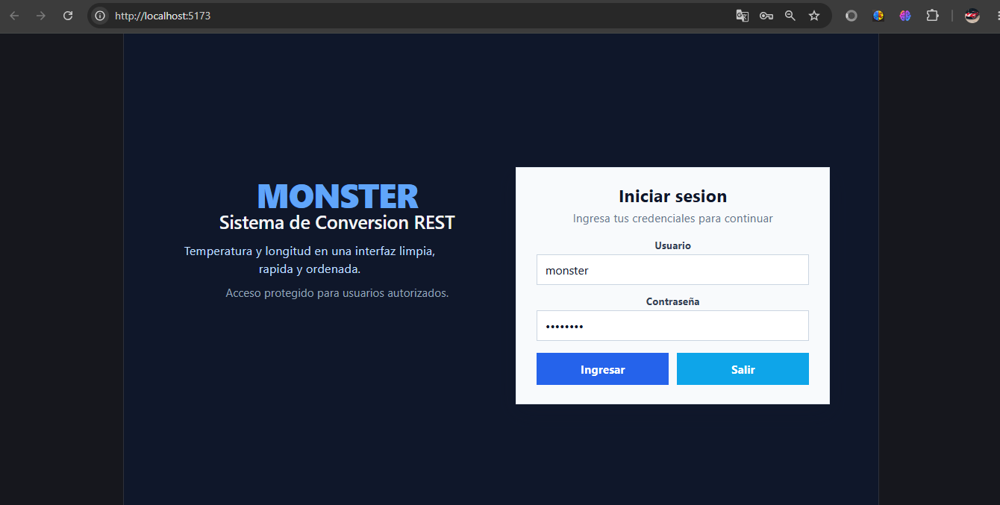 http://localhost:5173
MONSTER
Sistema de Conversion REST
Temperatura y longitud en una interfaz limpia,
rapida y ordenada.
Acceso protegido para usuarios autorizados.
Iniciar sesion
Ingresa tus credenciales para continuar
Usuario
monster
Contraseña
••••••••
Ingresar
Salir